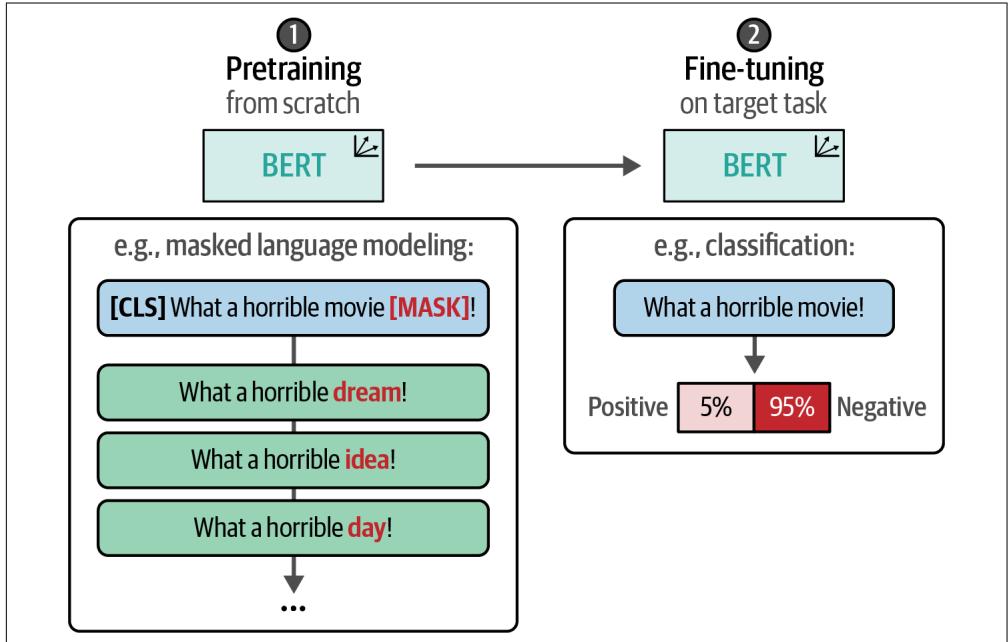 1
Pretraining
from scratch
BERT
e.g., masked language modeling:
[CLS] What a horrible movie [MASK]!
What a horrible dream!
What a horrible idea!
What a horrible day!
...
2
Fine-tuning
on target task
BERT
e.g., classification:
What a horrible movie!
Positive 5% 95% Negative